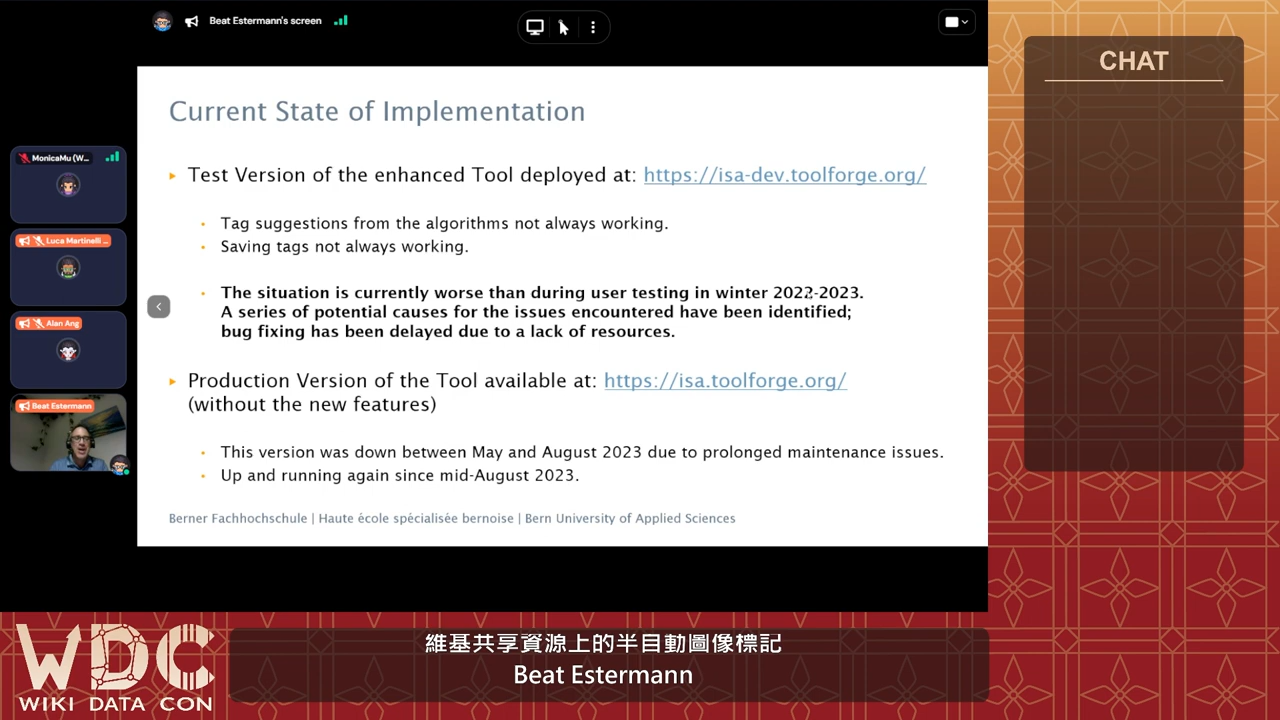 Beat Estermann's screen
CHAT
Current State of Implementation
MonicaMu (W...
Test Version of the enhanced Tool deployed at: https://isa-dev.toolforge.org/
Tag suggestions from the algorithms not always working.
Luca Martinelli ...
Saving tags not always working.
The situation is currently worse than during user testing in winter 2022-2023.
A series of potential causes for the issues encountered have been identified;
Alan Ang
bug fixing has been delayed due to a lack of resources.
Production Version of the Tool available at: https://isa.toolforge.org/
Beat Estermann
(without the new features)
This version was down between May and August 2023 due to prolonged maintenance issues.
Up and running again since mid-August 2023.
Berner Fachhochschule | Haute école spécialisée bernoise | Bern University of Applied Sciences
WDC
WIKI DATA CON
維基共享資源上的半目動圖像標記
Beat Estermann